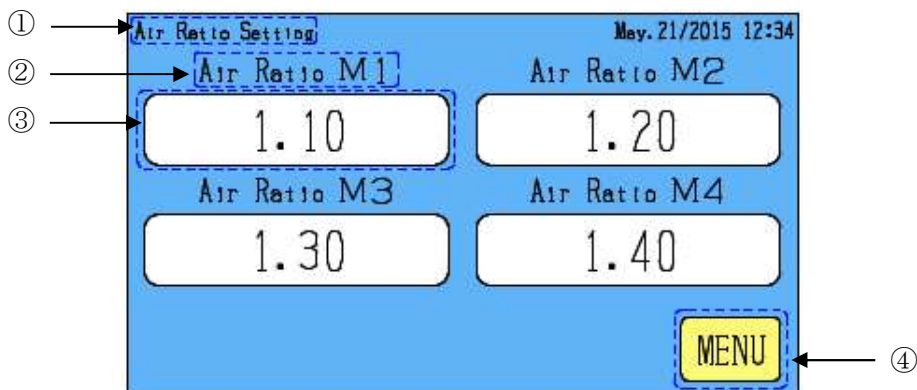 ① Air Ratio Setting May.21/2015 12:34
② Air Ratio M1 Air Ratio M2
③ 1.10 1.20
Air Ratio M3 Air Ratio M4
1.30 1.40
MENU ④